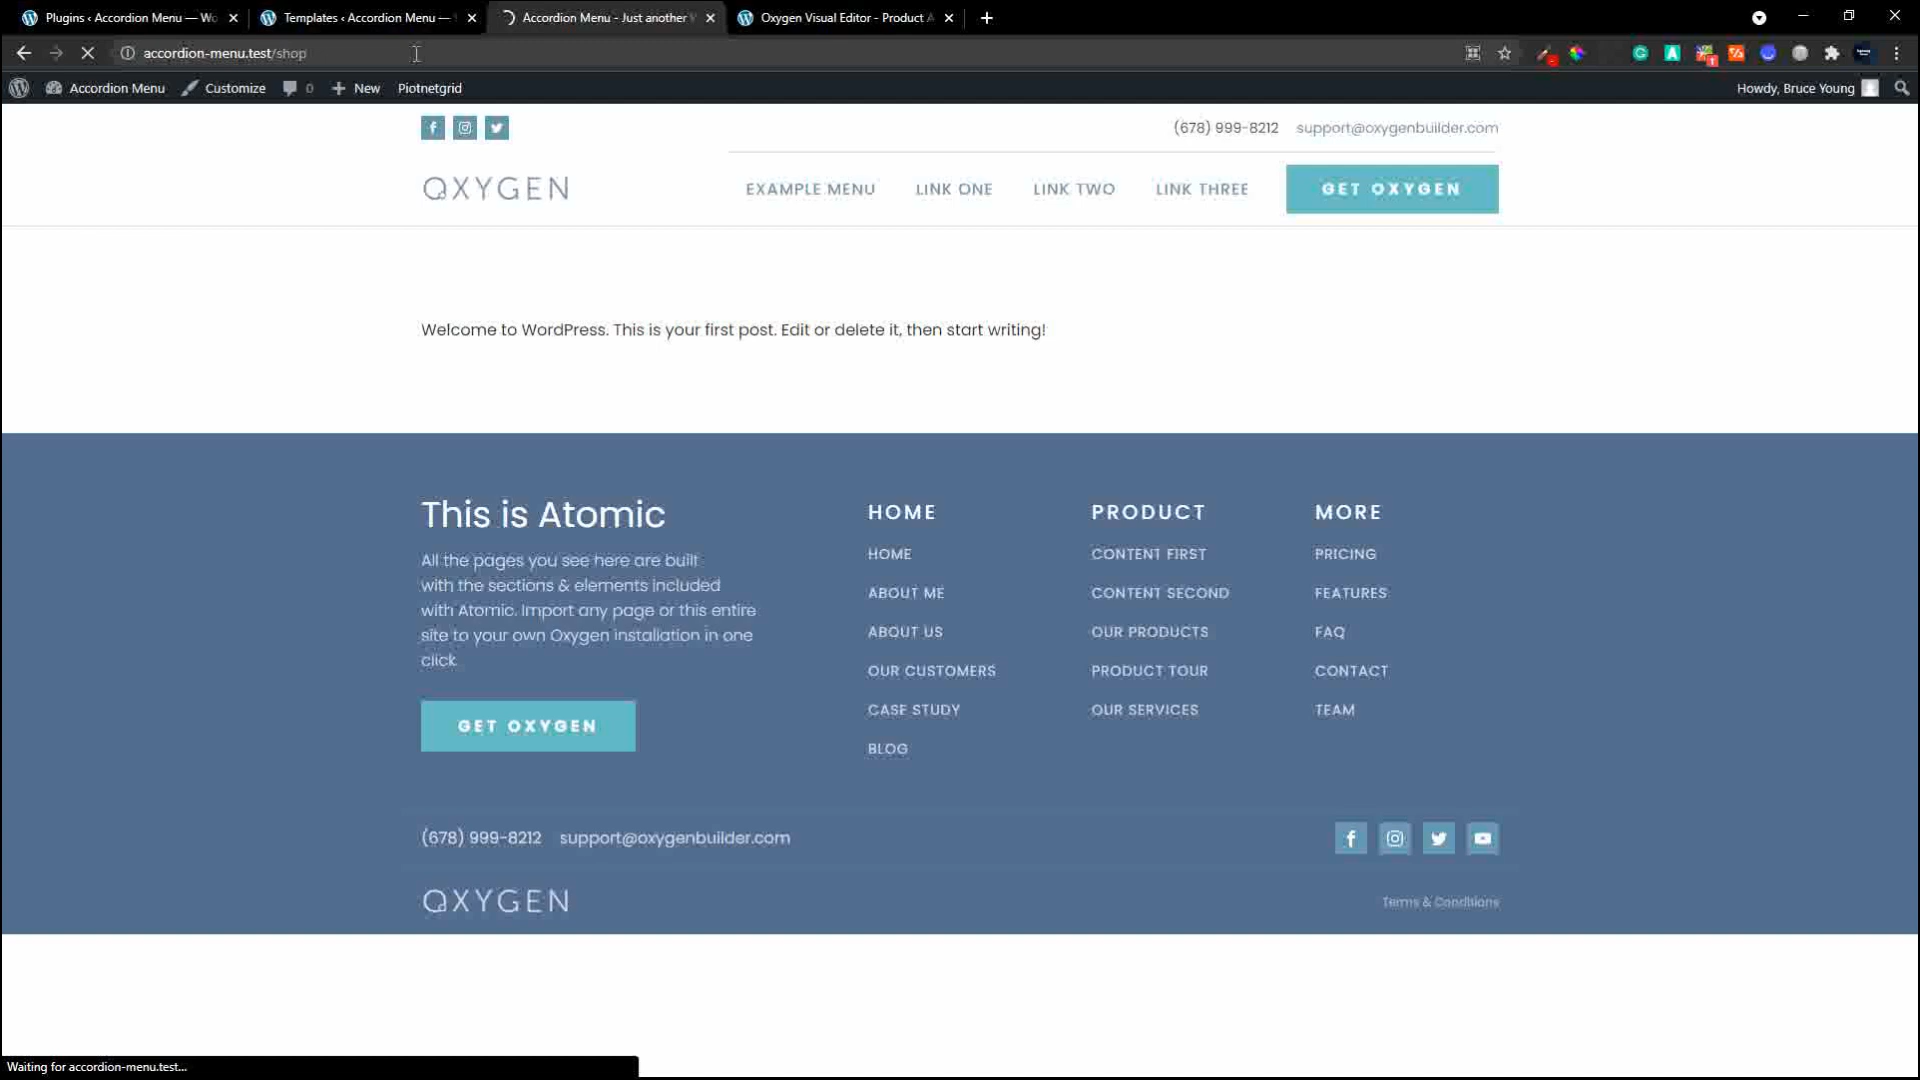 Plugins ‹ Accordion Menu — Wo
Templates ‹ Accordion Menu —
Accordion Menu - Just another
Oxygen Visual Editor - Product
accordion-menu.test/shop
Accordion Menu
Customize
0
New
Piotnetgrid
Howdy, Bruce Young
(678) 999-8212
support@oxygenbuilder.com
OXYGEN
EXAMPLE MENU
LINK ONE
LINK TWO
LINK THREE
GET OXYGEN
Welcome to WordPress. This is your first post. Edit or delete it, then start writing!
This is Atomic
All the pages you see here are built
with the sections & elements included
with Atomic. Import any page or this entire
site to your own Oxygen installation in one
click.
GET OXYGEN
HOME
HOME
ABOUT ME
ABOUT US
OUR CUSTOMERS
CASE STUDY
BLOG
PRODUCT
CONTENT FIRST
CONTENT SECOND
OUR PRODUCTS
PRODUCT TOUR
OUR SERVICES
MORE
PRICING
FEATURES
FAQ
CONTACT
TEAM
(678) 999-8212
support@oxygenbuilder.com
OXYGEN
Terms & Conditions
Waiting for accordion-menu.test...